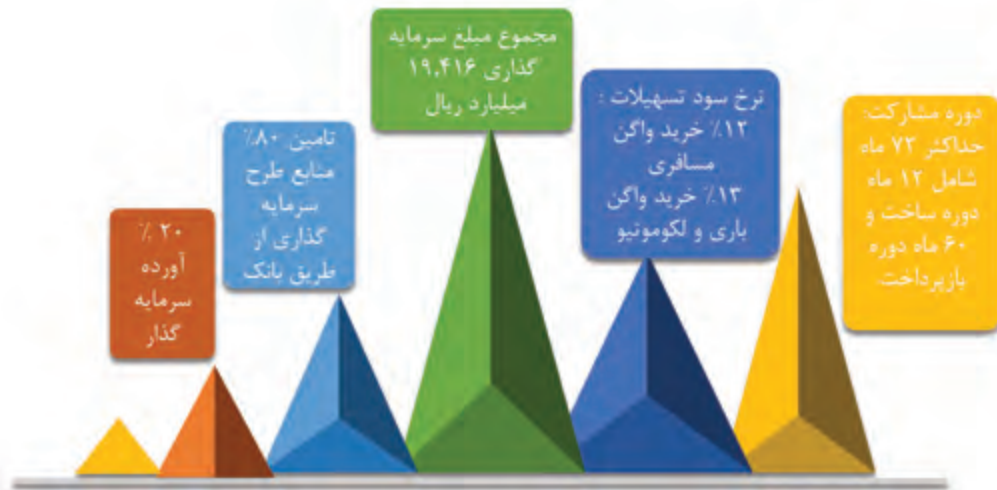 مجموع مبلغ سرمایه
گذاری ۱۹,۴۱۶
میلیارد ریال
نرخ سود تسهیلات :
۱۲٪ خرید واگن
مسافری
۱۳٪ خرید واگن
باری و لکوموتیو
دوره مشارکت:
حداکثر ۷۲ ماه
شامل ۱۲ ماه
دوره ساخت و
۶۰ ماه دوره
بازپرداخت.
تامین ۸۰٪
منابع طرح
سرمایه
گذاری از
طریق بانک
۲۰ ٪
آورده
سرمایه
گذار